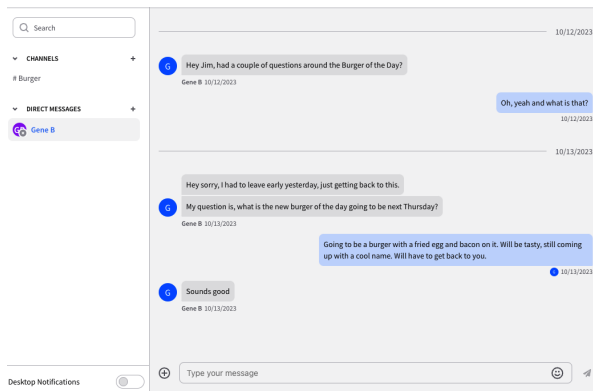 Search
CHANNELS +
# Burger
DIRECT MESSAGES +
Gene B
Desktop Notifications
10/12/2023
G
Hey Jim, had a couple of questions around the Burger of the Day?
Gene B 10/12/2023
Oh, yeah and what is that?
10/12/2023
10/13/2023
Hey sorry, I had to leave early yesterday, just getting back to this.
G
My question is, what is the new burger of the day going to be next Thursday?
Gene B 10/13/2023
Going to be a burger with a fried egg and bacon on it. Will be tasty, still coming
up with a cool name. Will have to get back to you.
10/13/2023
G
Sounds good
Gene B 10/13/2023
Type your message